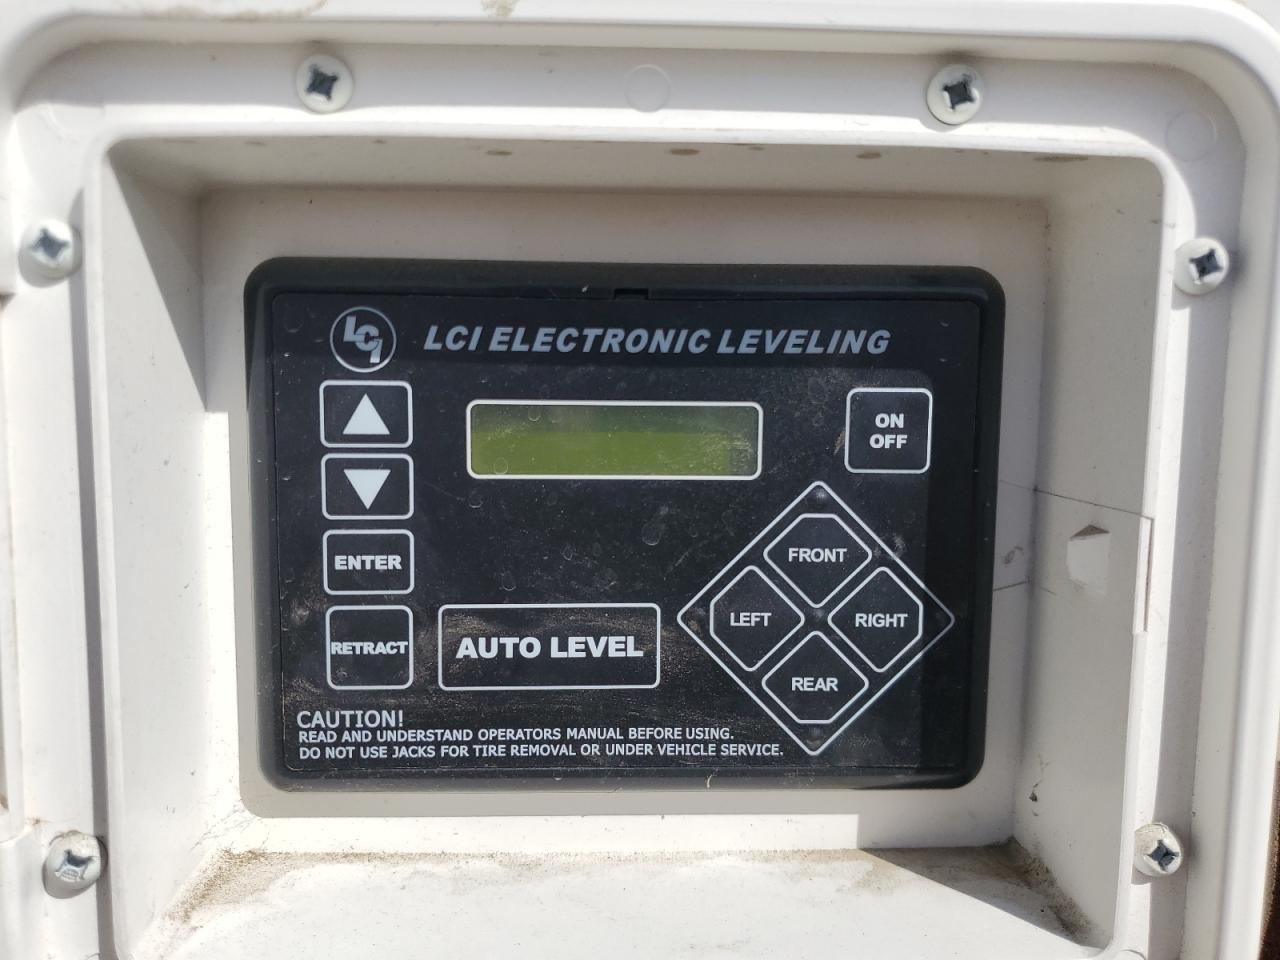 LCI LCI ELECTRONIC LEVELING
ON
OFF
ENTER
RETRACT
AUTO LEVEL
FRONT
LEFT
RIGHT
REAR
CAUTION!
READ AND UNDERSTAND OPERATORS MANUAL BEFORE USING.
DO NOT USE JACKS FOR TIRE REMOVAL OR UNDER VEHICLE SERVICE.